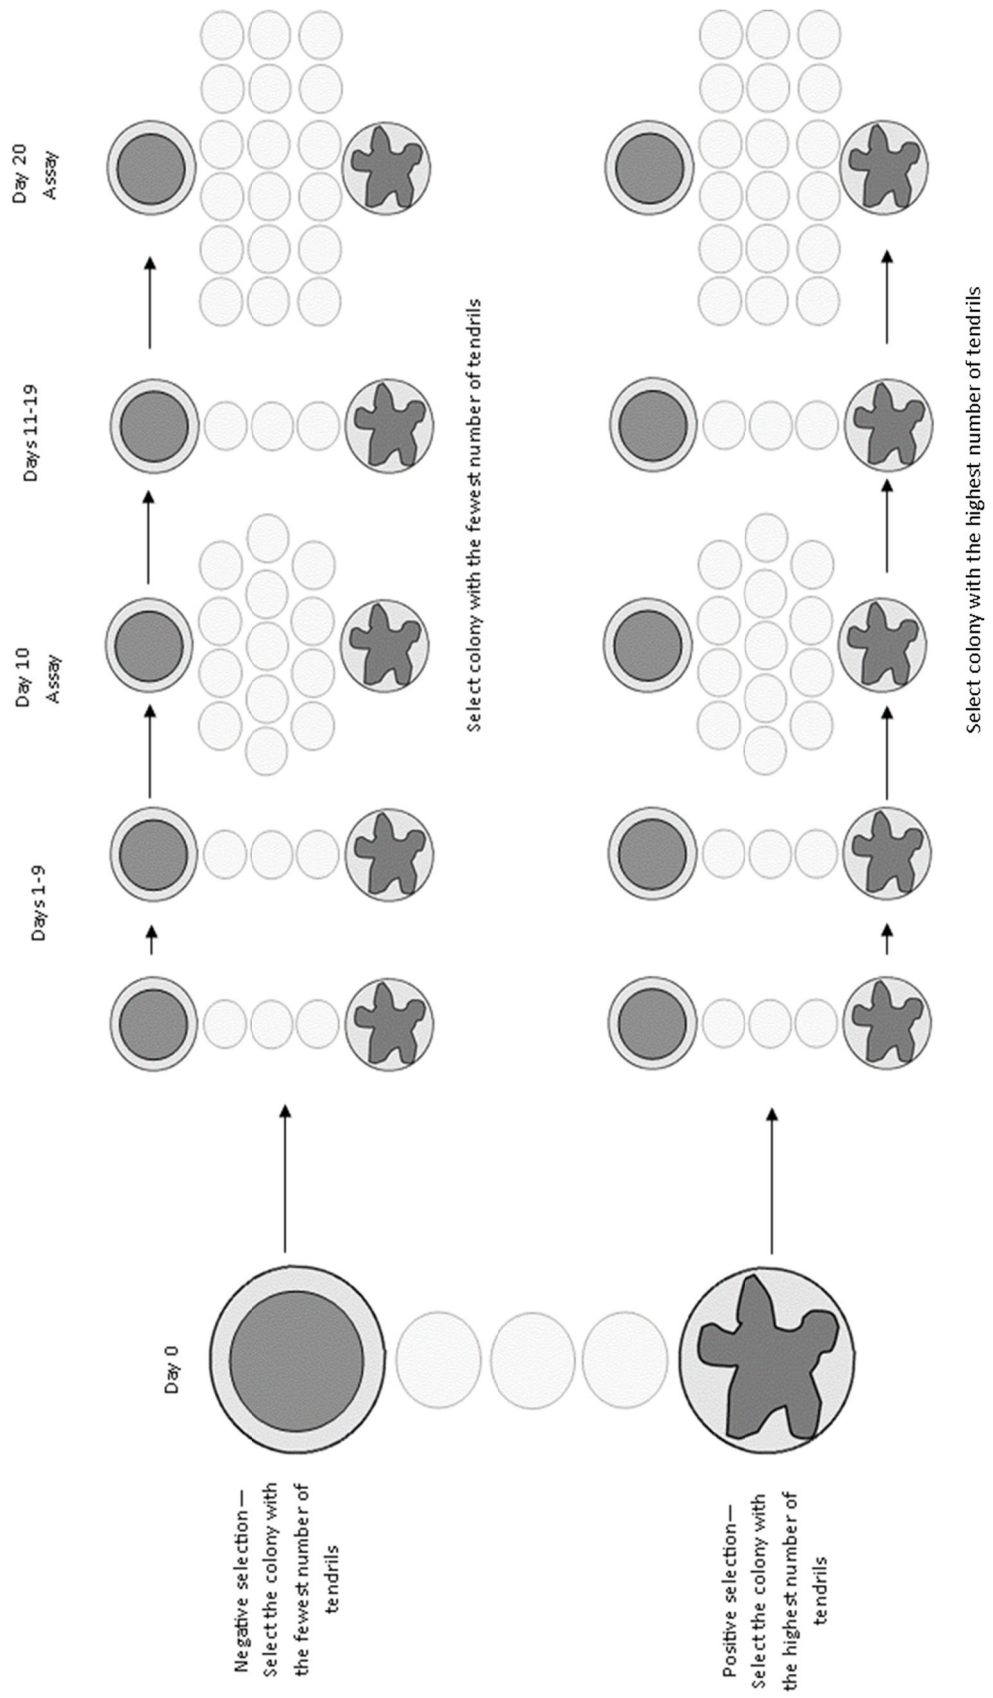 Negative selection—
Select the colony with
the fewest number of
tendrils
Positive selection—
Select the colony with
the highest number of
tendrils
Day 0
Days 1-9
Day 10
Assay
Days 11-19
Day 20
Assay
Select colony with the fewest number of tendrils
Select colony with the highest number of tendrils